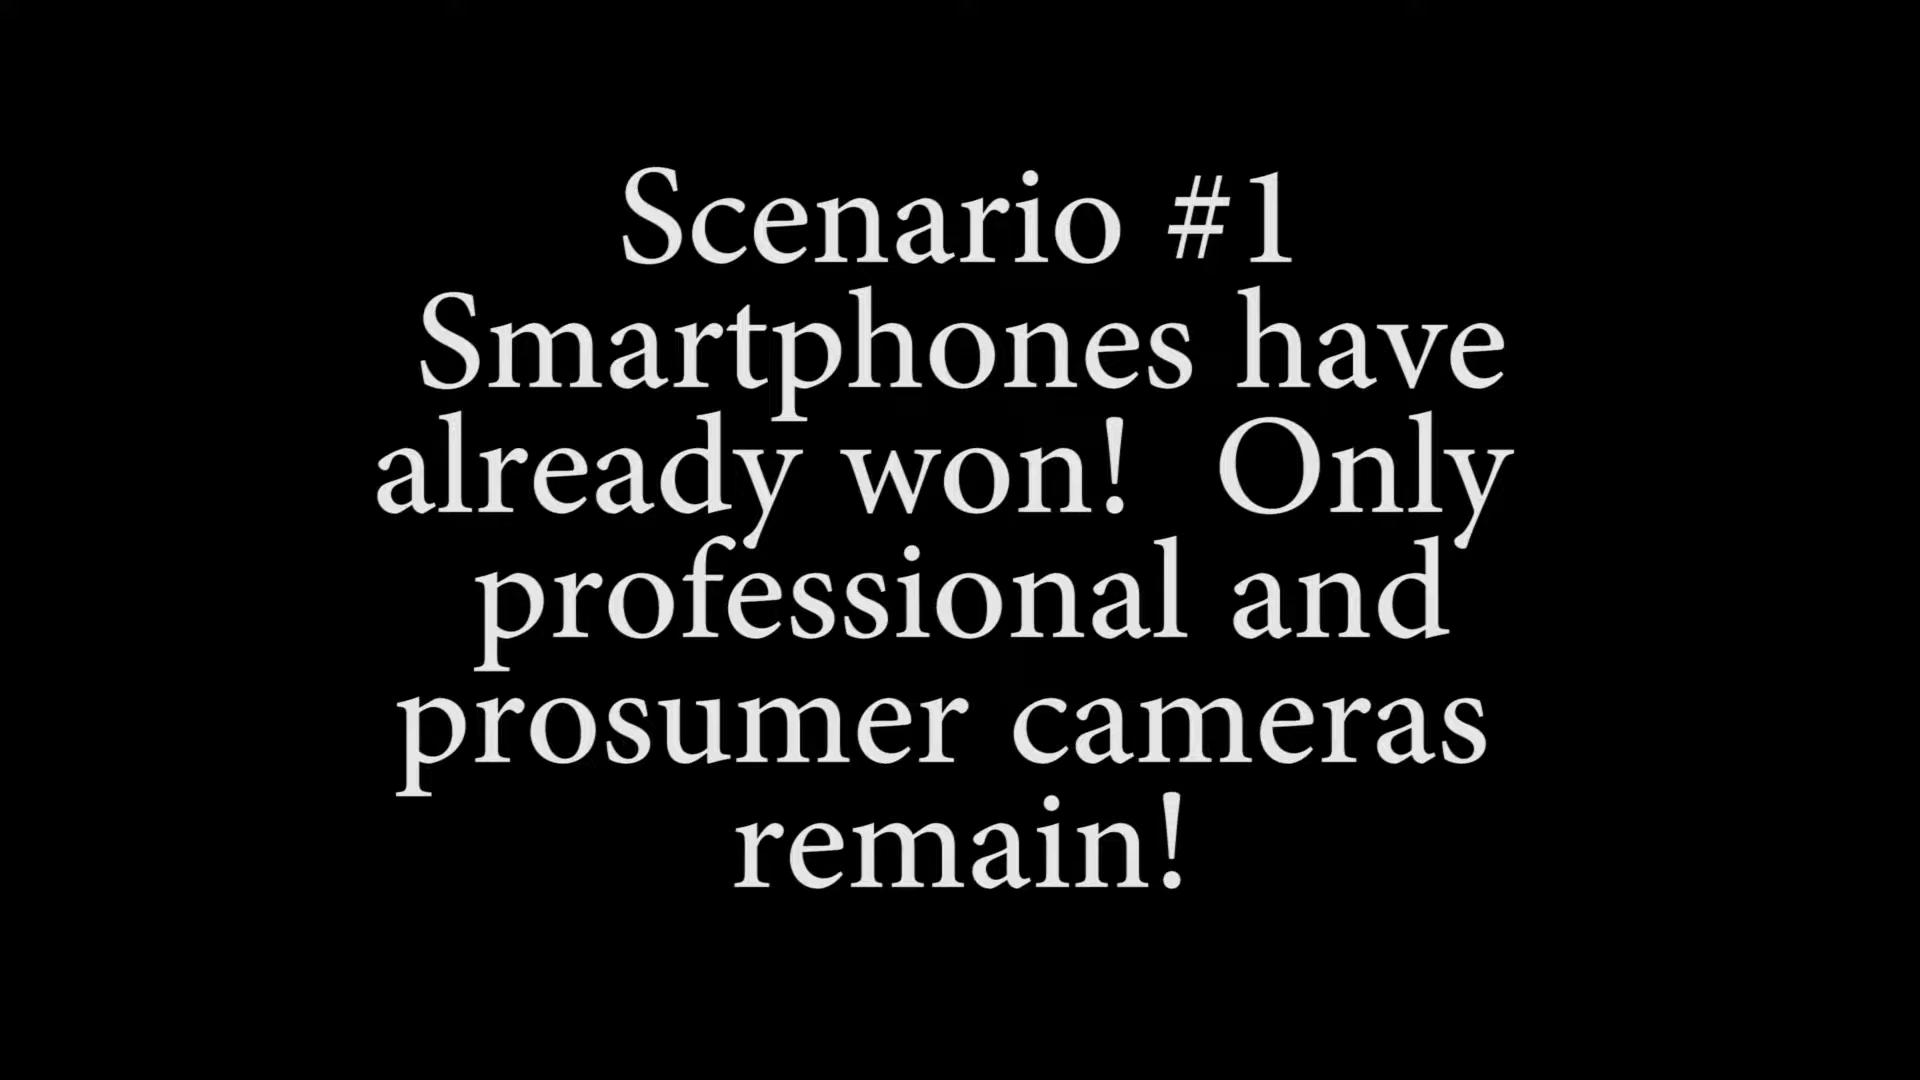 Scenario #1
Smartphones have
already won!  Only
professional and
prosumer cameras
remain!